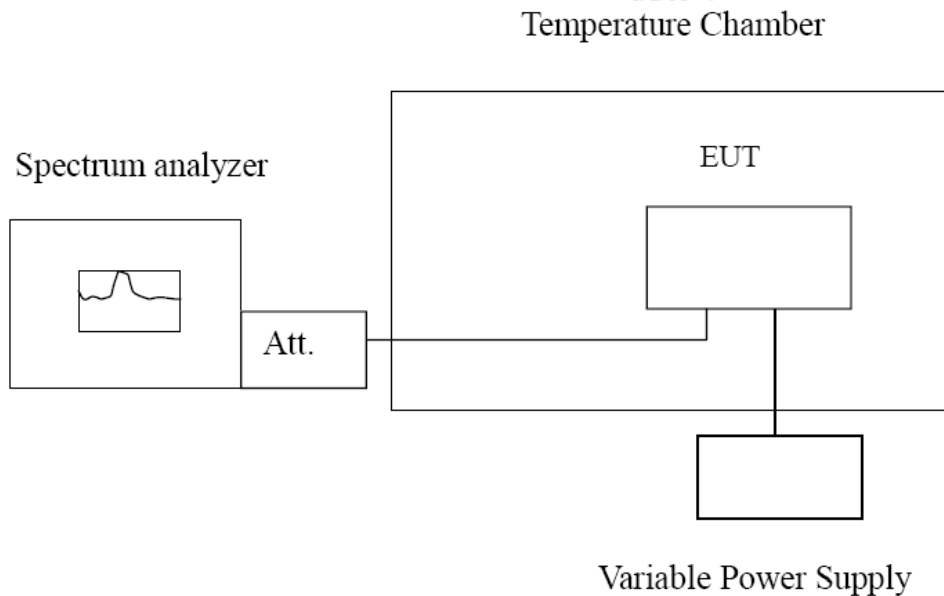 Temperature Chamber
Spectrum analyzer
EUT
Att.
Variable Power Supply